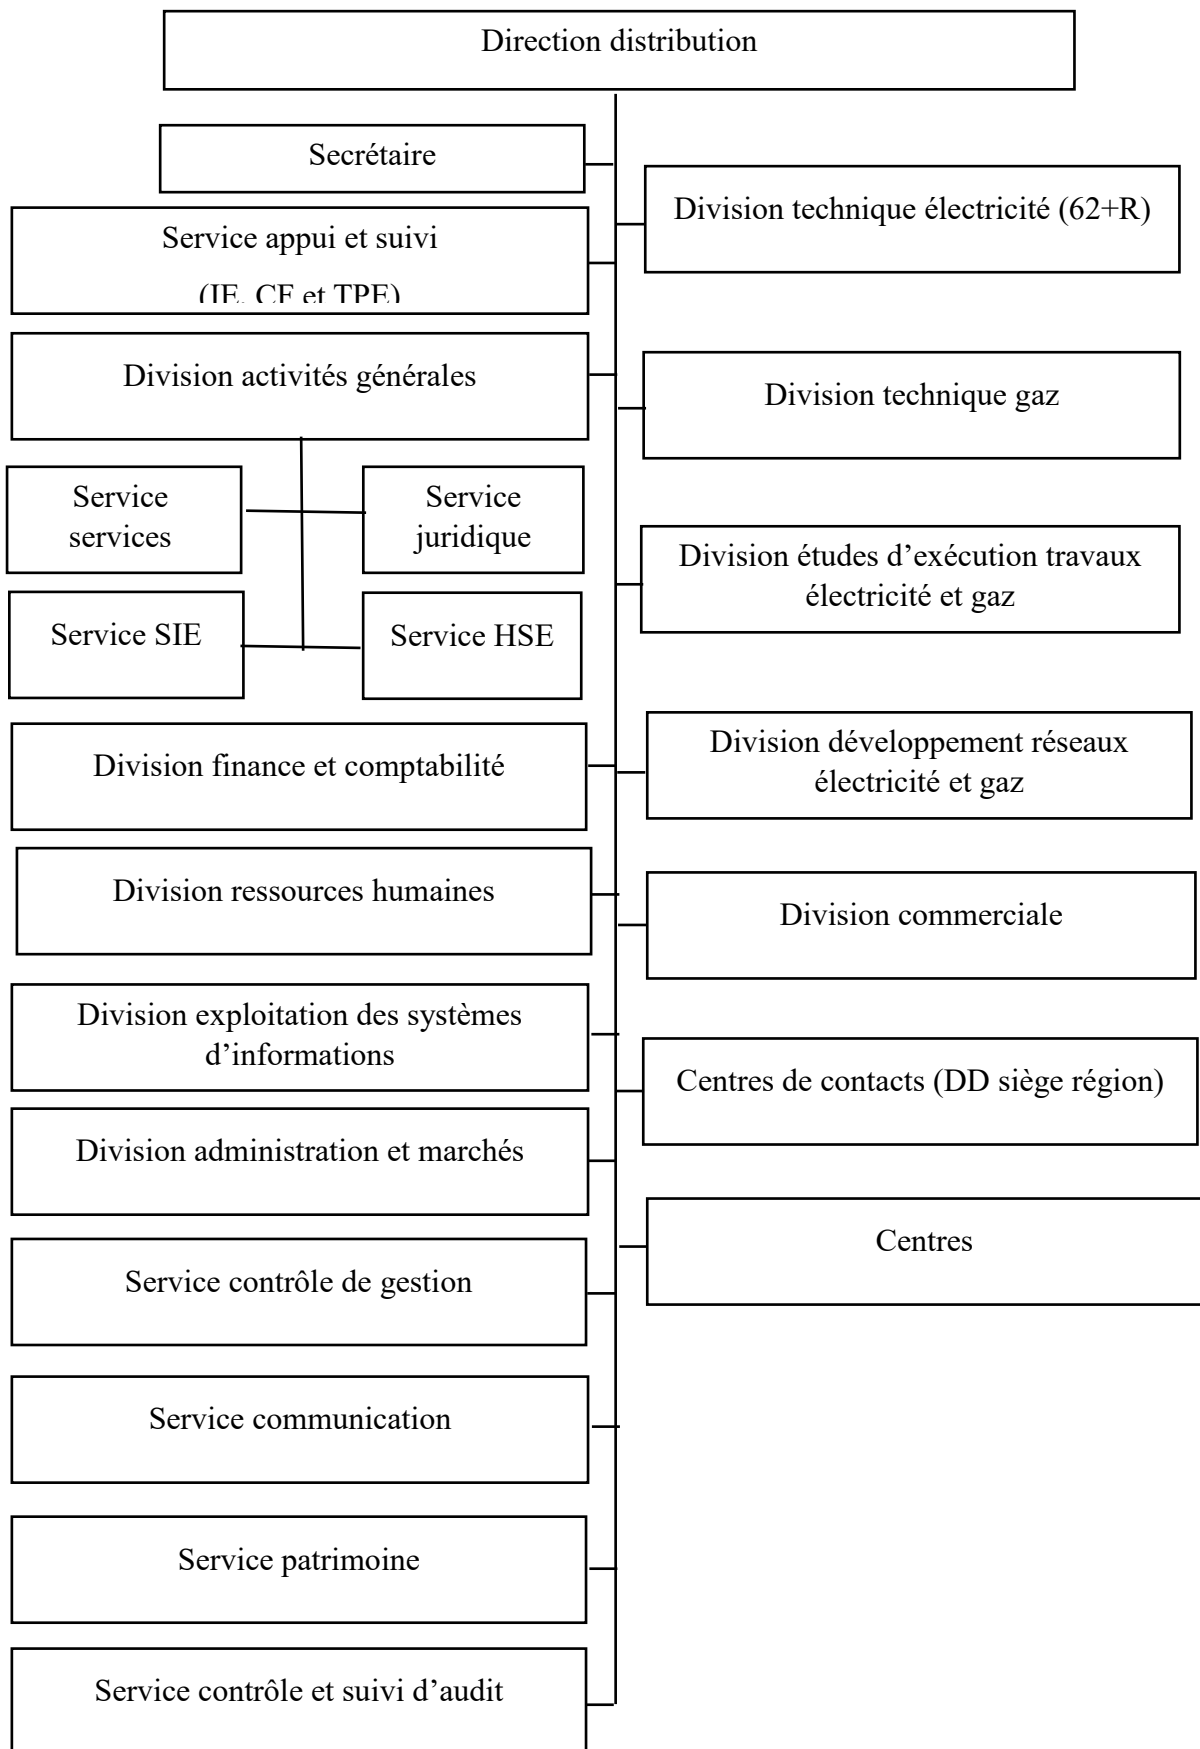 Direction distribution
Secrétaire
Division technique électricité (62+R)
Service appui et suivi
(IE, CE et TPE)
Division activités générales
Division technique gaz
Service
services
Service
juridique
Division études d’exécution travaux
électricité et gaz
Service SIE
Service HSE
Division finance et comptabilité
Division développement réseaux
électricité et gaz
Division ressources humaines
Division commerciale
Division exploitation des systèmes
d’informations
Centres de contacts (DD siège région)
Division administration et marchés
Centres
Service contrôle de gestion
Service communication
Service patrimoine
Service contrôle et suivi d’audit